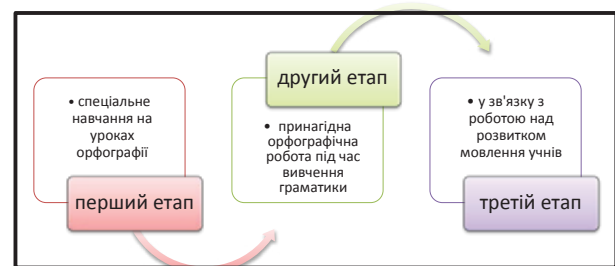 • спеціальне
навчання на
уроках
орфографії
перший етап
другий етап
• принагідна
орфографічна
робота під час
вивчення
граматики
• у зв'язку з
роботою над
розвитком
мовлення учнів
третій етап